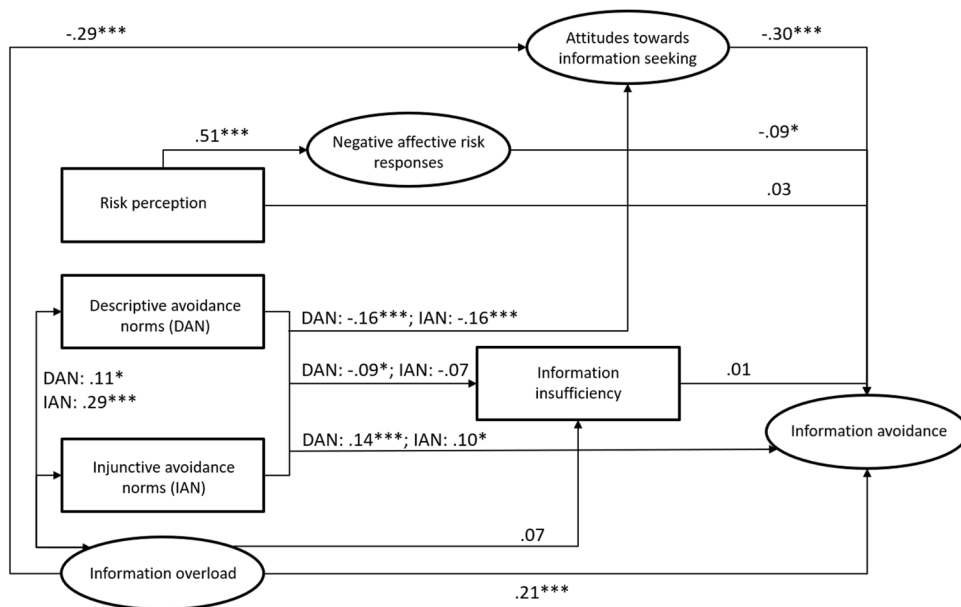 -.29***
Attitudes towards
information seeking
-.30***
.51***
Negative affective risk
responses
-.09*
Risk perception
.03
Descriptive avoidance
norms (DAN)
DAN: -.16***; IAN: -.16***
DAN: .11*
IAN: .29***
DAN: -.09*; IAN: -.07
Information
insufficiency
.01
Injunctive avoidance
norms (IAN)
DAN: .14***; IAN: .10*
Information avoidance
.07
Information overload
.21***